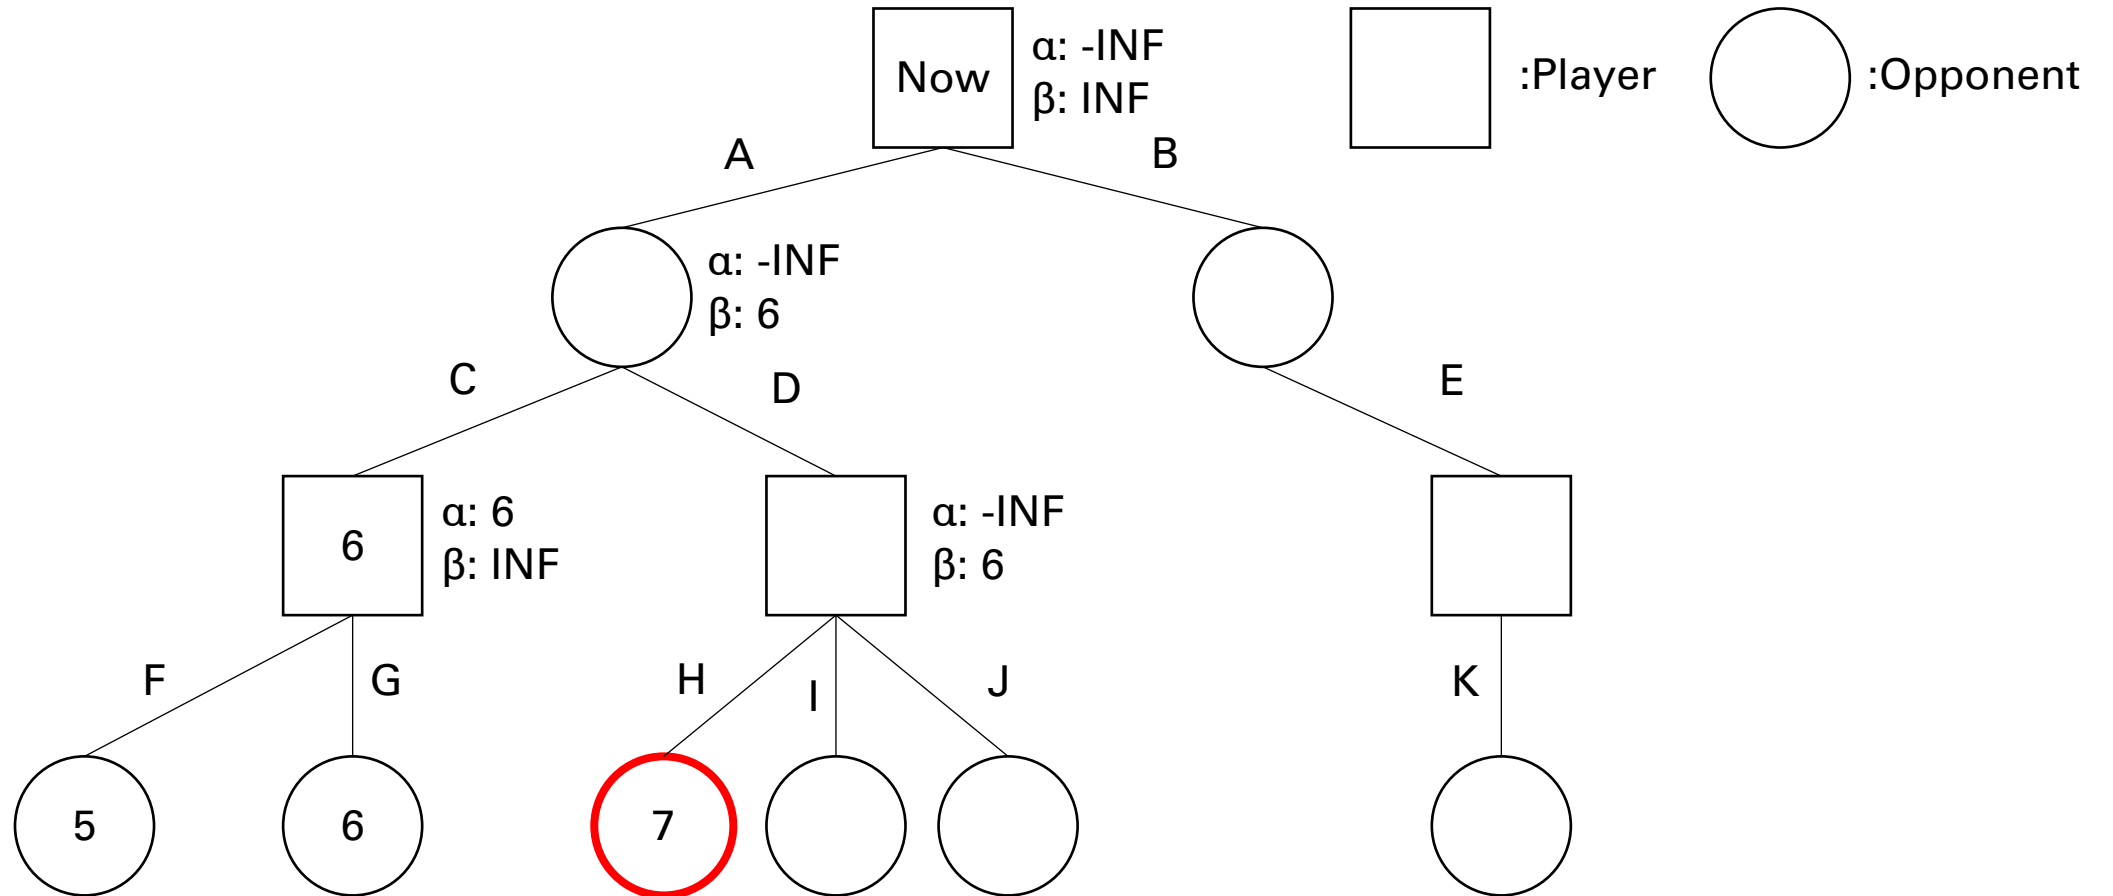 Now
α: -INF
β: INF
:Player
:Opponent
A
B
α: -INF
β: 6
C
D
E
6
α: 6
β: INF
α: -INF
β: 6
F
G
H
I
J
K
5
6
7